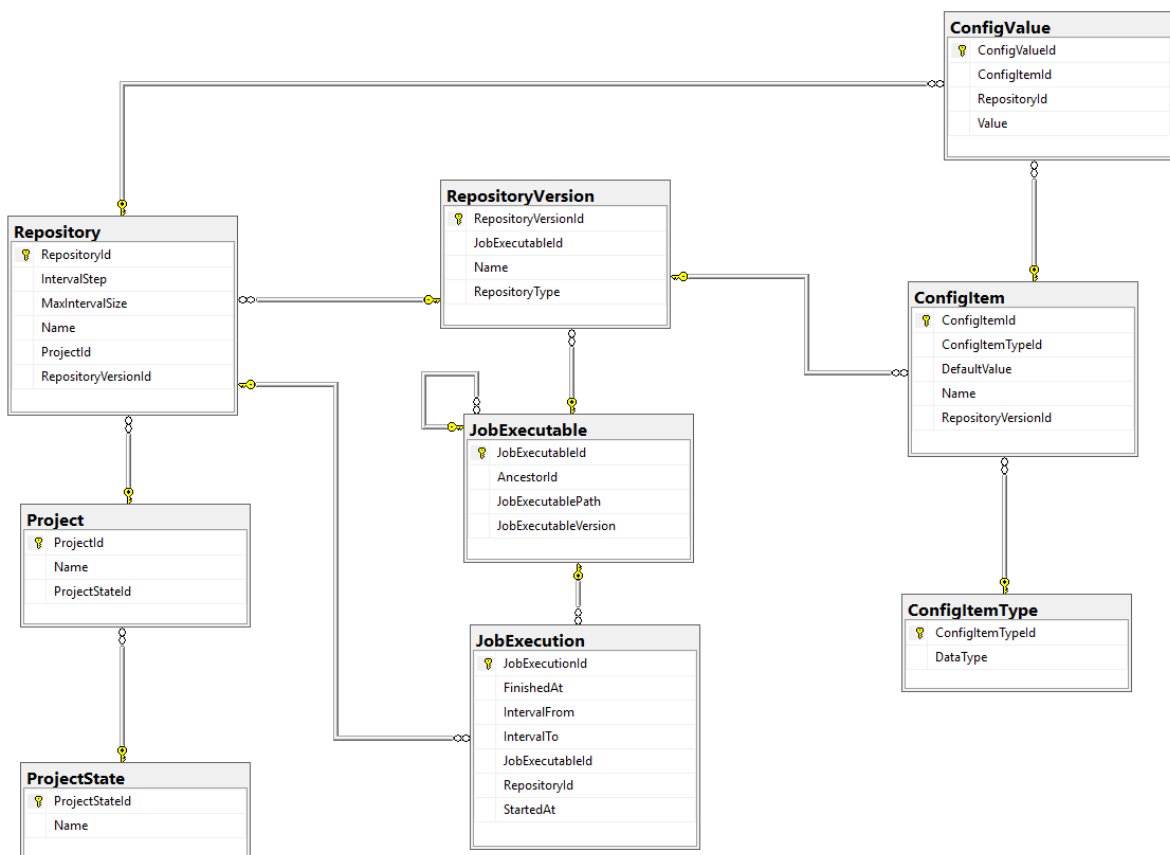 ConfigValue
ConfigValueId
ConfigItemId
RepositoryId
Value
RepositoryVersion
RepositoryVersionId
JobExecutableId
Name
RepositoryType
Repository
RepositoryId
IntervalStep
MaxIntervalSize
Name
ProjectId
RepositoryVersionId
ConfigItem
ConfigItemId
ConfigItemTypeId
DefaultValue
Name
RepositoryVersionId
JobExecutable
JobExecutableId
AncestorId
JobExecutablePath
JobExecutableVersion
Project
ProjectId
Name
ProjectStateId
ConfigItemType
ConfigItemTypeId
DataType
JobExecution
JobExecutionId
FinishedAt
IntervalFrom
IntervalTo
JobExecutableId
RepositoryId
StartedAt
ProjectState
ProjectStateId
Name